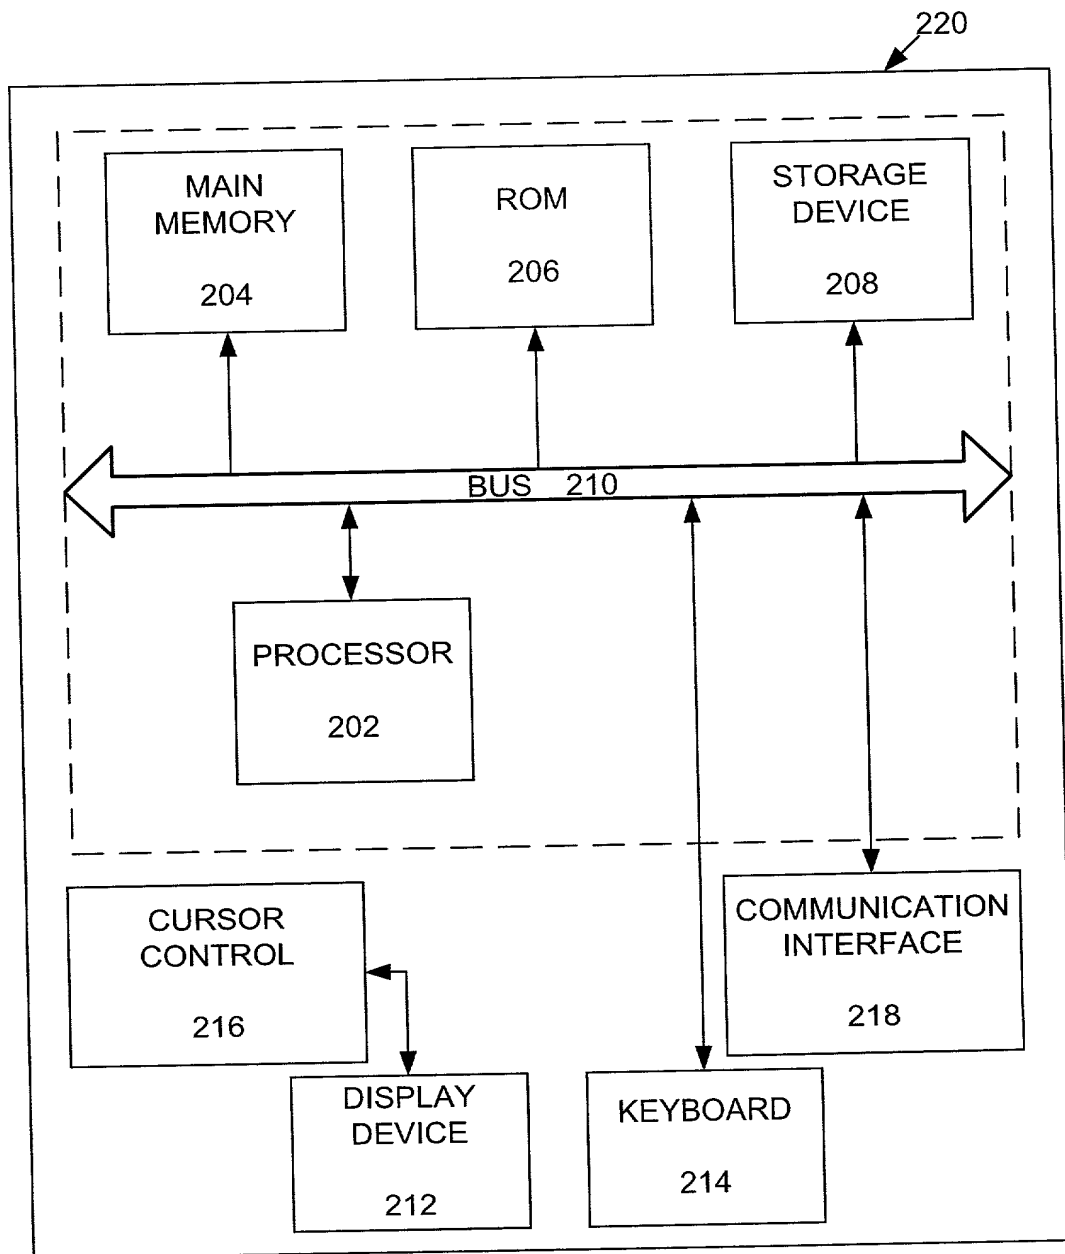 220
MAIN
MEMORY
204
ROM
206
STORAGE
DEVICE
208
BUS 210
PROCESSOR
202
CURSOR
CONTROL
216
COMMUNICATION
INTERFACE
218
DISPLAY
DEVICE
212
KEYBOARD
214